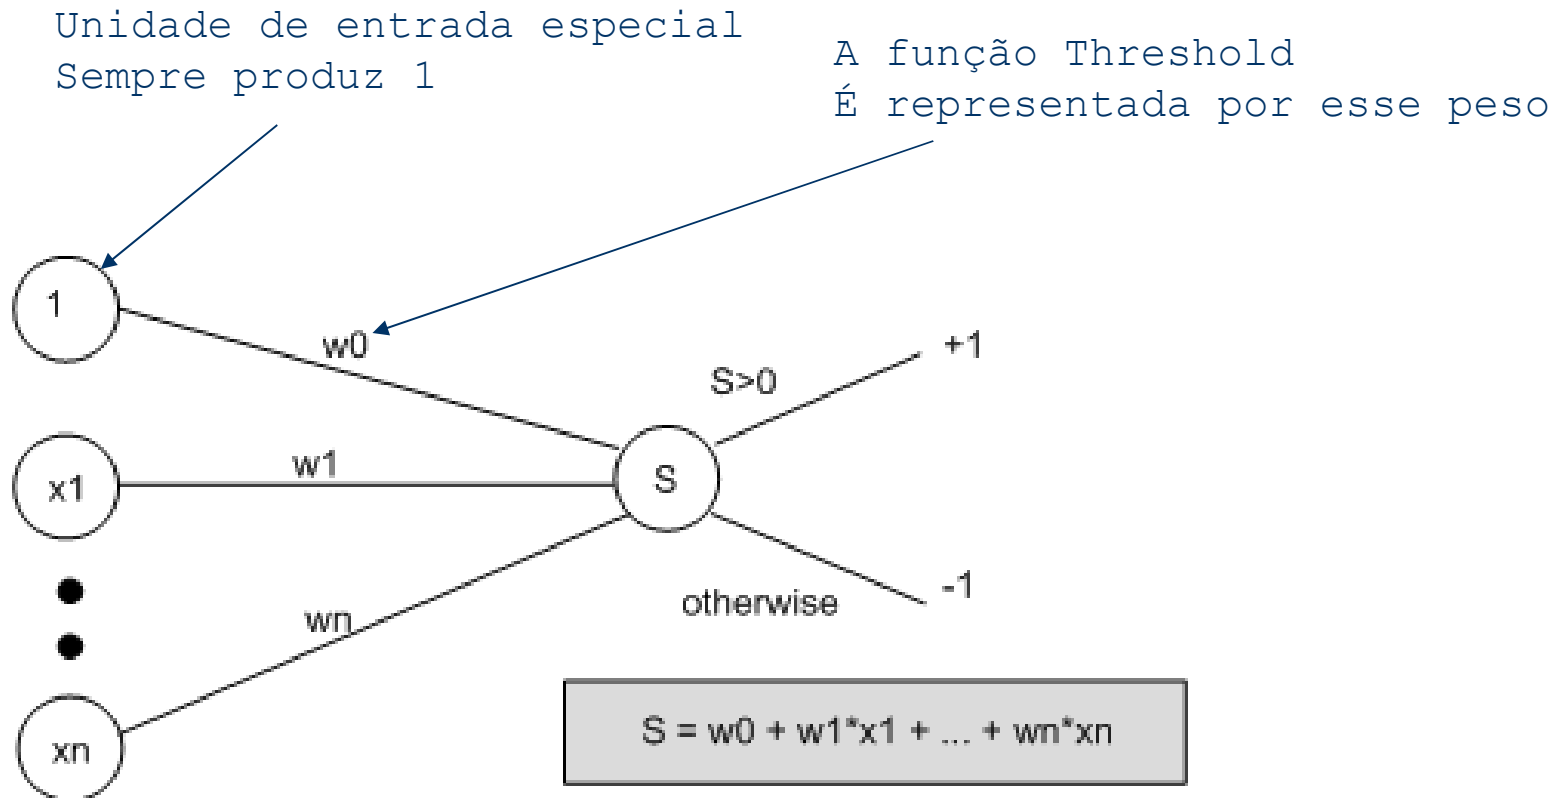 Unidade de entrada especial
Sempre produz 1
A função Threshold
É representada por esse peso
1
w0
+1
S>0
x1
w1
S
-1
otherwise
wn
xn
S = w0 + w1*x1 + ... + wn*xn